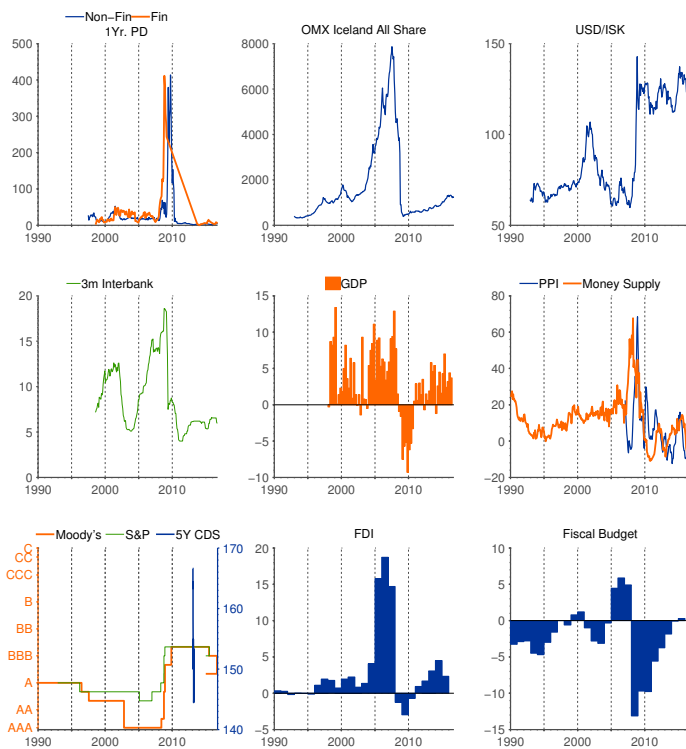 Non−Fin Fin
1Yr. PD
500
400
300
200
100
0
1990 2000 2010
OMX Iceland All Share
8000
6000
4000
2000
0
1990 2000 2010
USD/ISK
150
100
50
1990 2000 2010
3m Interbank
20
15
10
5
0
1990 2000 2010
GDP
15
10
5
0
−5
−10
1990 2000 2010
PPI Money Supply
80
60
40
20
0
−20
1990 2000 2010
Moody's S&P 5Y CDS
C
CC
CCC
B
BB
BBB
A
AA
AAA
170
160
150
140
1990 2000 2010
FDI
20
15
10
5
0
−5
1990 2000 2010
Fiscal Budget
10
5
0
−5
−10
−15
1990 2000 2010